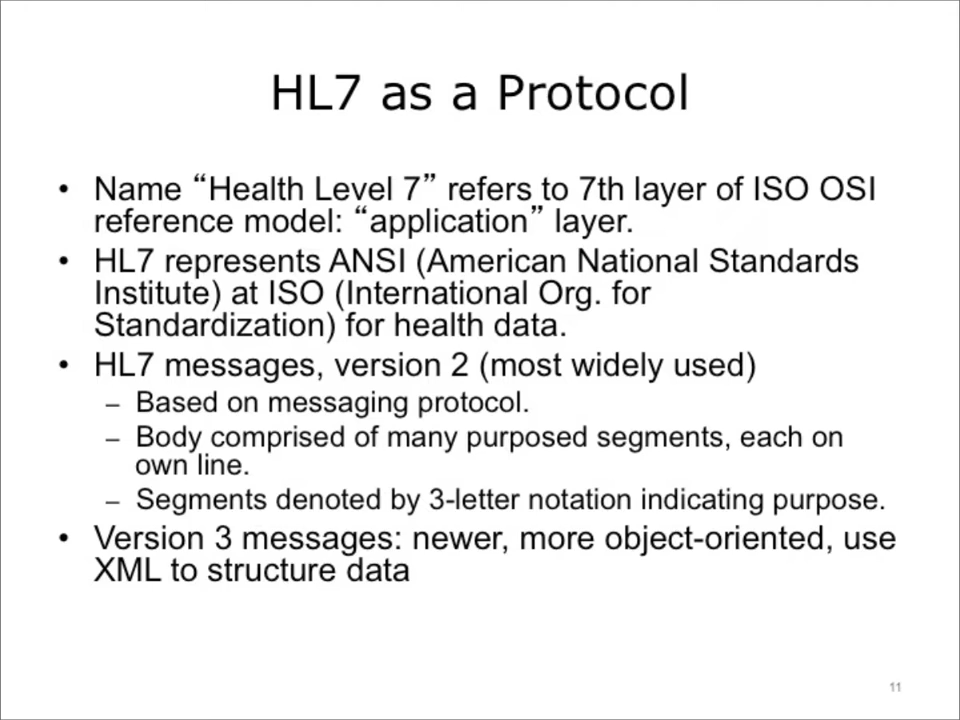 HL7 as a Protocol
• Name “Health Level 7” refers to 7th layer of ISO OSI
reference model: “application” layer.
• HL7 represents ANSI (American National Standards
Institute) at ISO (International Org. for
Standardization) for health data.
• HL7 messages, version 2 (most widely used)
– Based on messaging protocol.
– Body comprised of many purposed segments, each on
own line.
– Segments denoted by 3-letter notation indicating purpose.
• Version 3 messages: newer, more object-oriented, use
XML to structure data
11